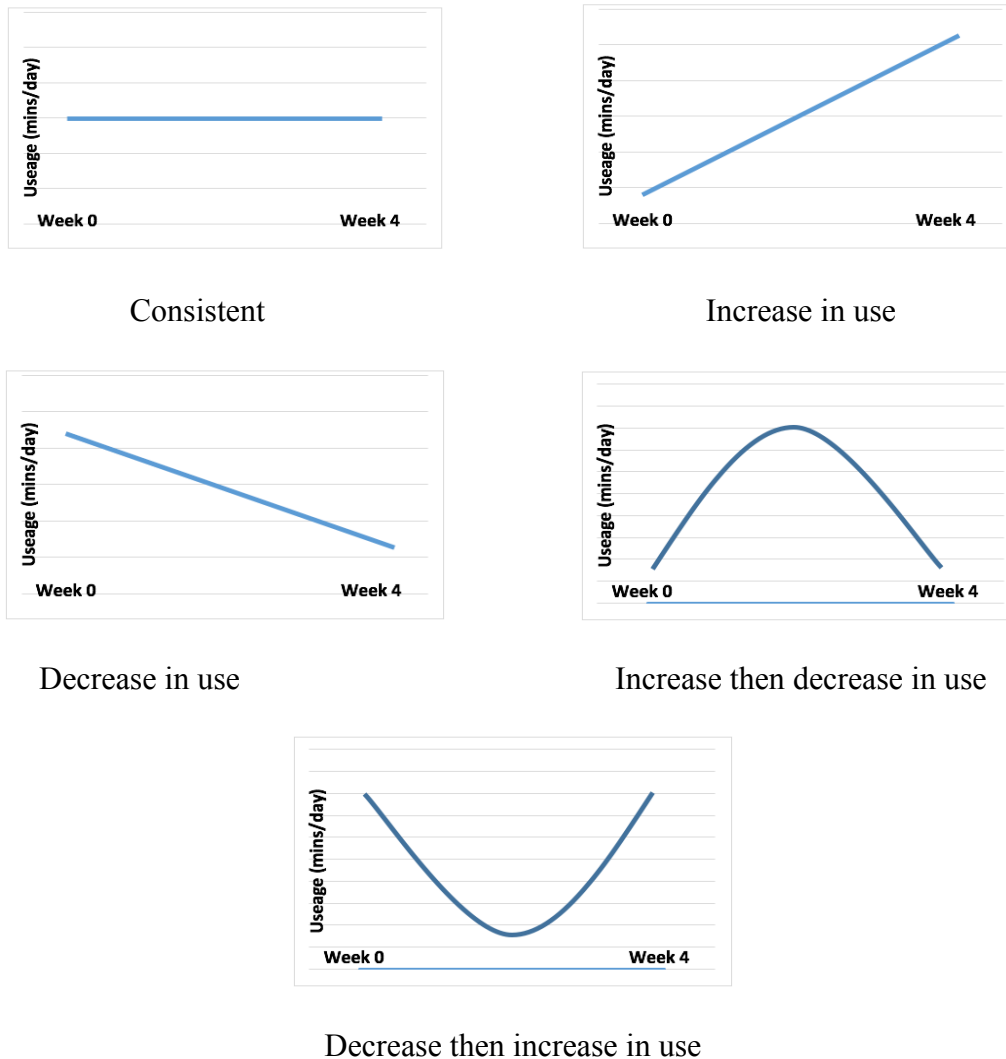 Useage (mins/day)
Week 0
Week 4
Consistent
Useage (mins/day)
Week 0
Week 4
Increase in use
Useage (mins/day)
Week 0
Week 4
Decrease in use
Useage (mins/day)
Week 0
Week 4
Increase then decrease in use
Useage (mins/day)
Week 0
Week 4
Decrease then increase in use